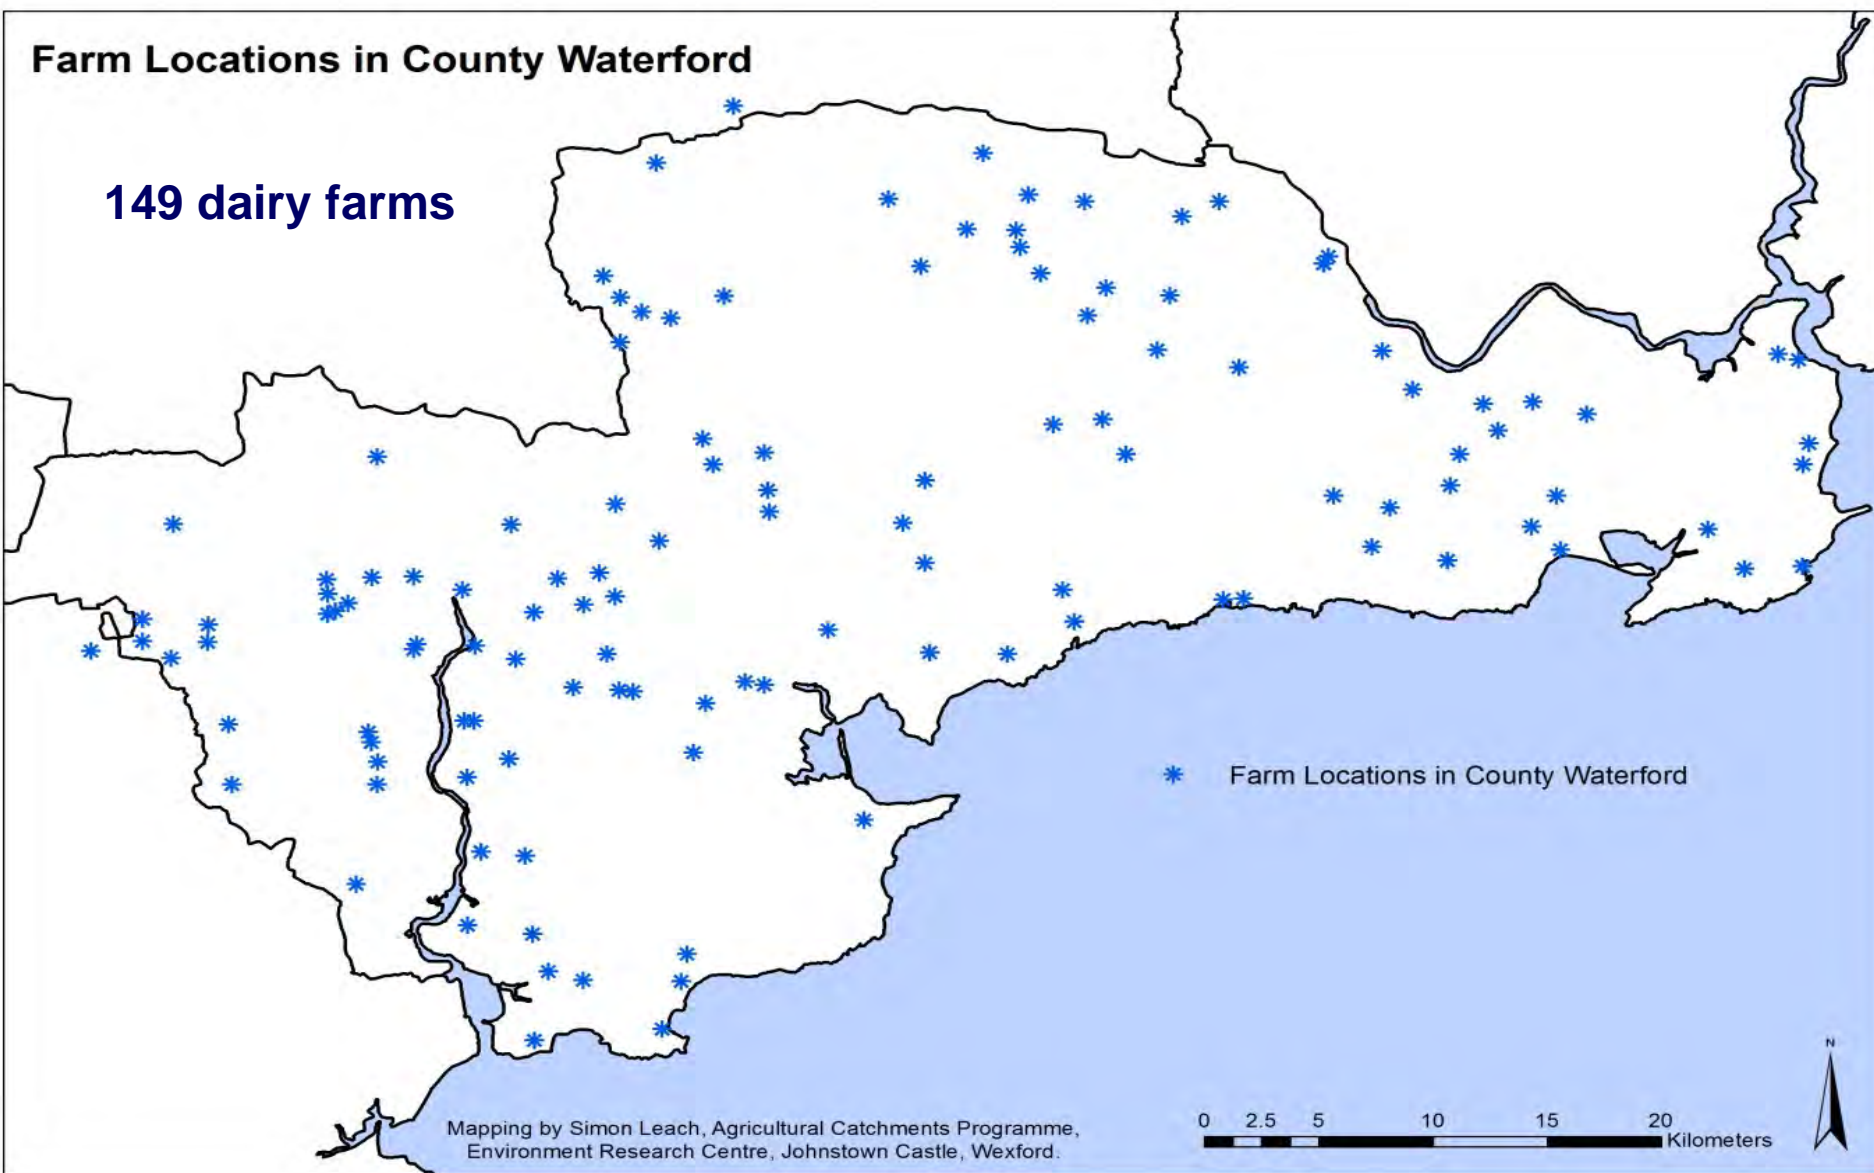 Farm Locations in County Waterford
149 dairy farms
Farm Locations in County Waterford
N
0 2.5 5 10 15 20
Kilometers
Mapping by Simon Leach, Agricultural Catchments Programme,
Environment Research Centre, Johnstown Castle, Wexford.